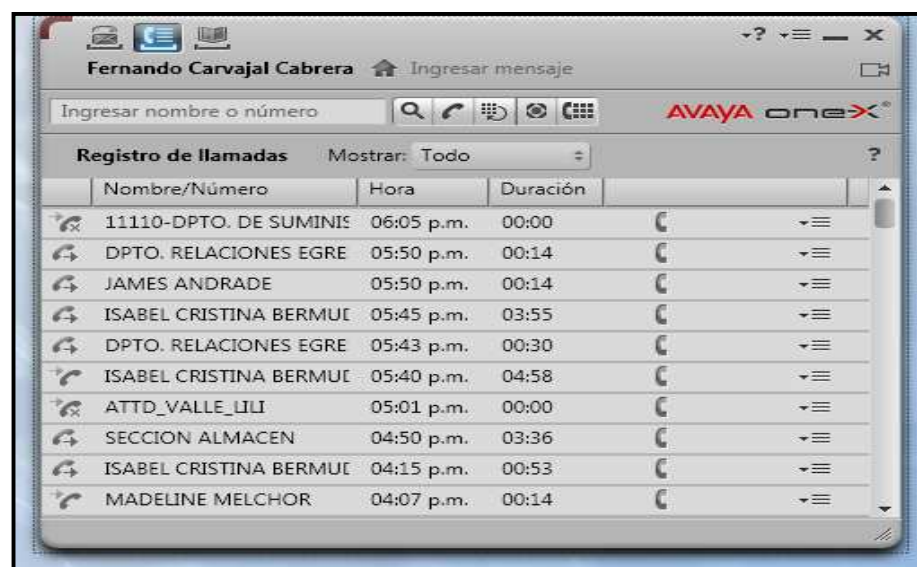 ?
Fernando Carvajal Cabrera Ingresar mensaje
Ingresar nombre o número AVAYA one-X®
Registro de llamadas Mostrar: Todo ?
Nombre/Número Hora Duración
11110-DPTO. DE SUMINIS 06:05 p.m. 00:00
DPTO. RELACIONES EGRE 05:50 p.m. 00:14
JAMES ANDRADE 05:50 p.m. 00:14
ISABEL CRISTINA BERMUD 05:45 p.m. 03:55
DPTO. RELACIONES EGRE 05:43 p.m. 00:30
ISABEL CRISTINA BERMUD 05:40 p.m. 04:58
ATTD_VALLE_LILI 05:01 p.m. 00:00
SECCION ALMACEN 04:50 p.m. 03:36
ISABEL CRISTINA BERMUD 04:15 p.m. 00:53
MADELINE MELCHOR 04:07 p.m. 00:14